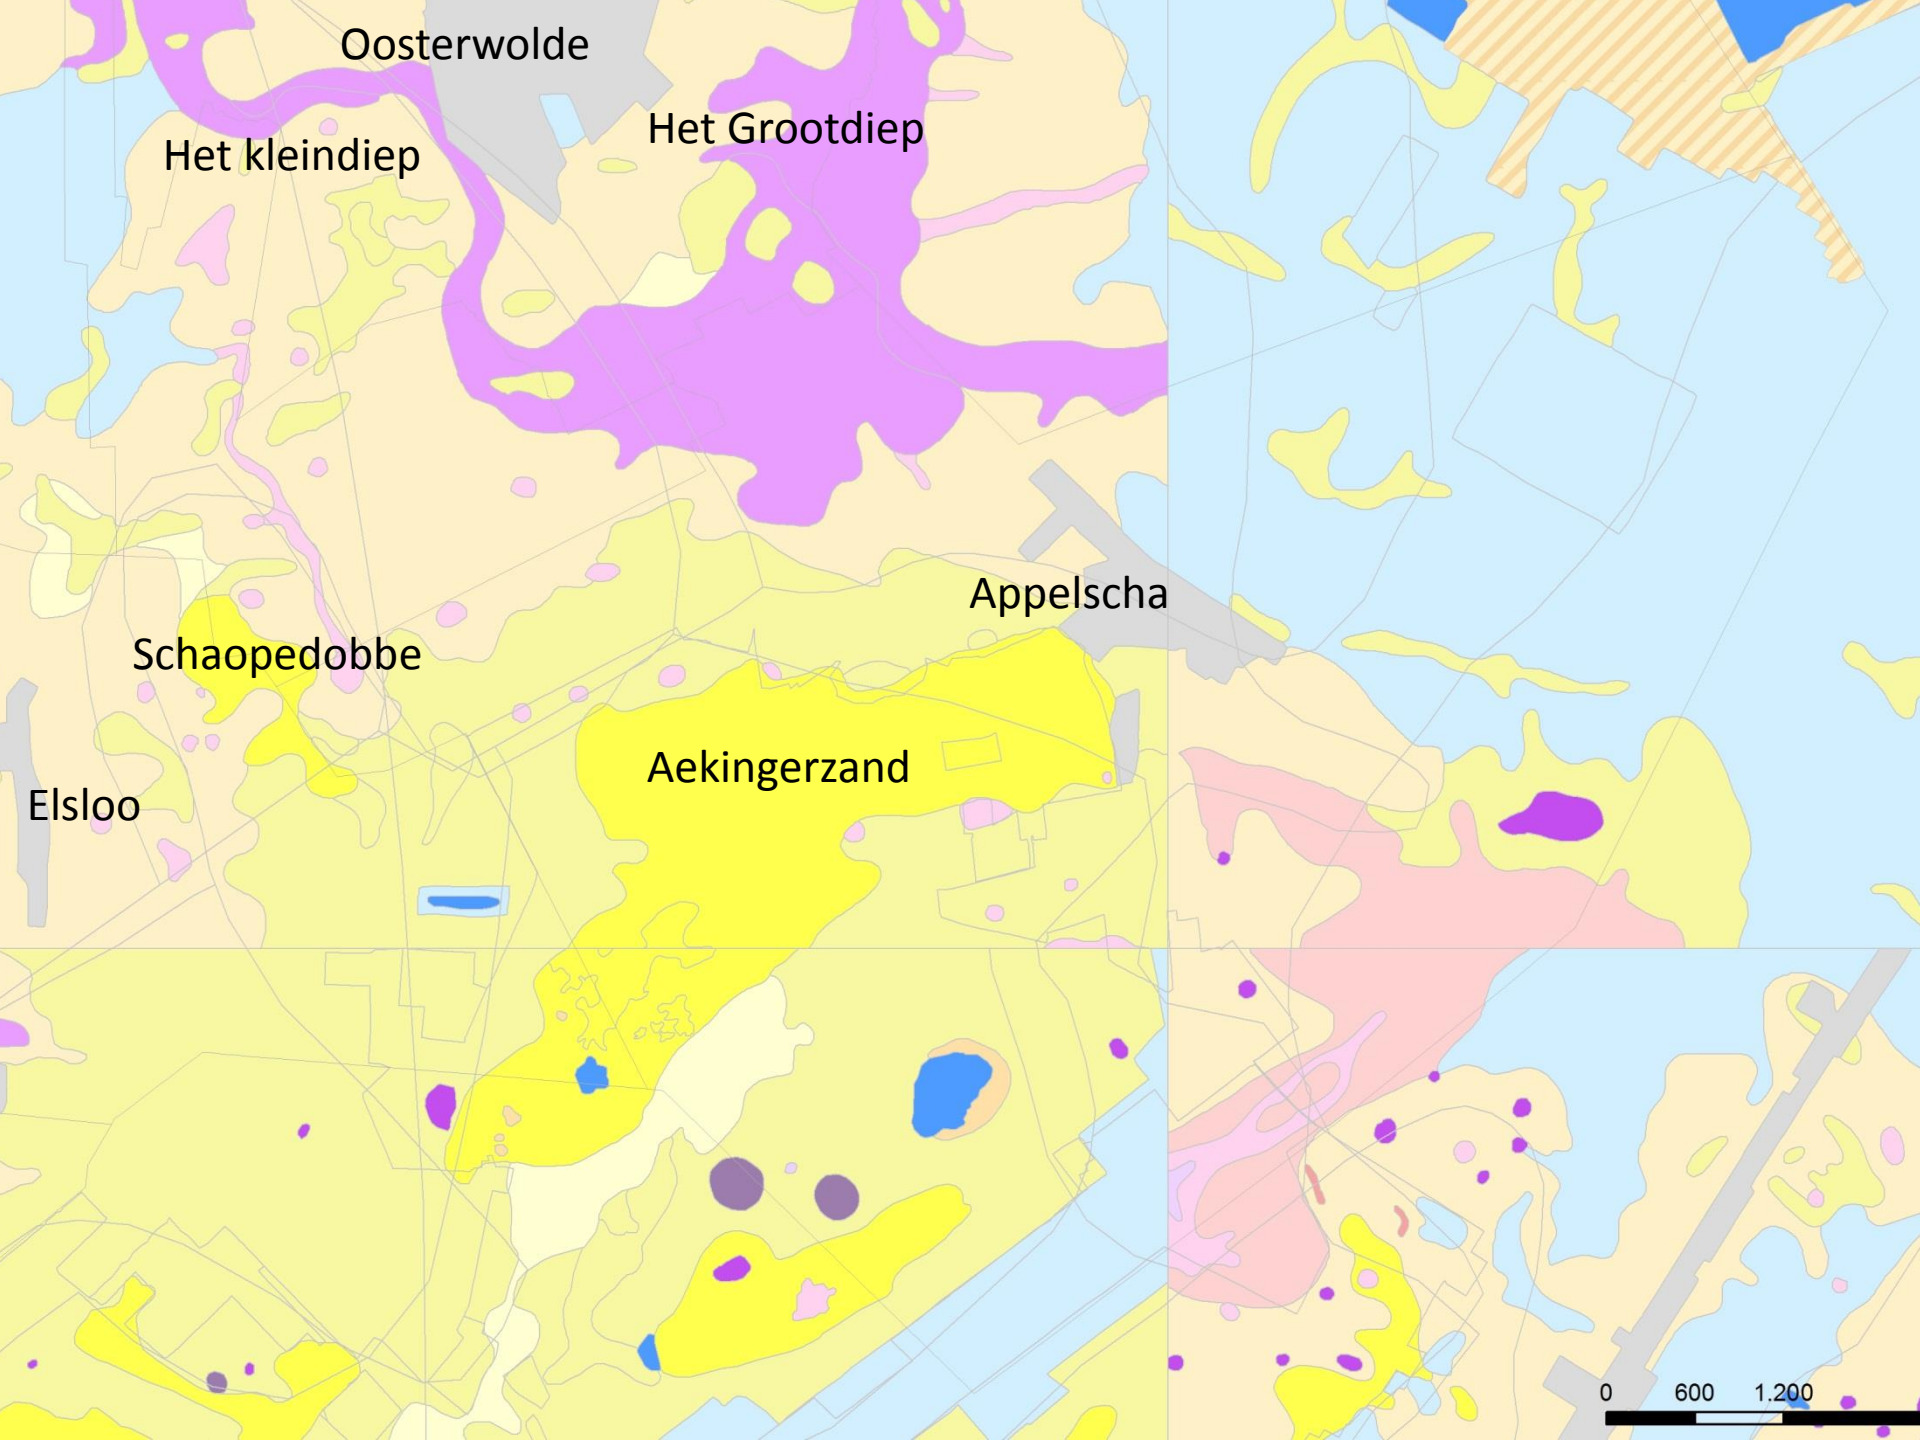 Oosterwolde
Het Grootdiep
Het kleindiep
Appelscha
Schaopedobbe
Aekingerzand
Elsloo
0 600 1.200